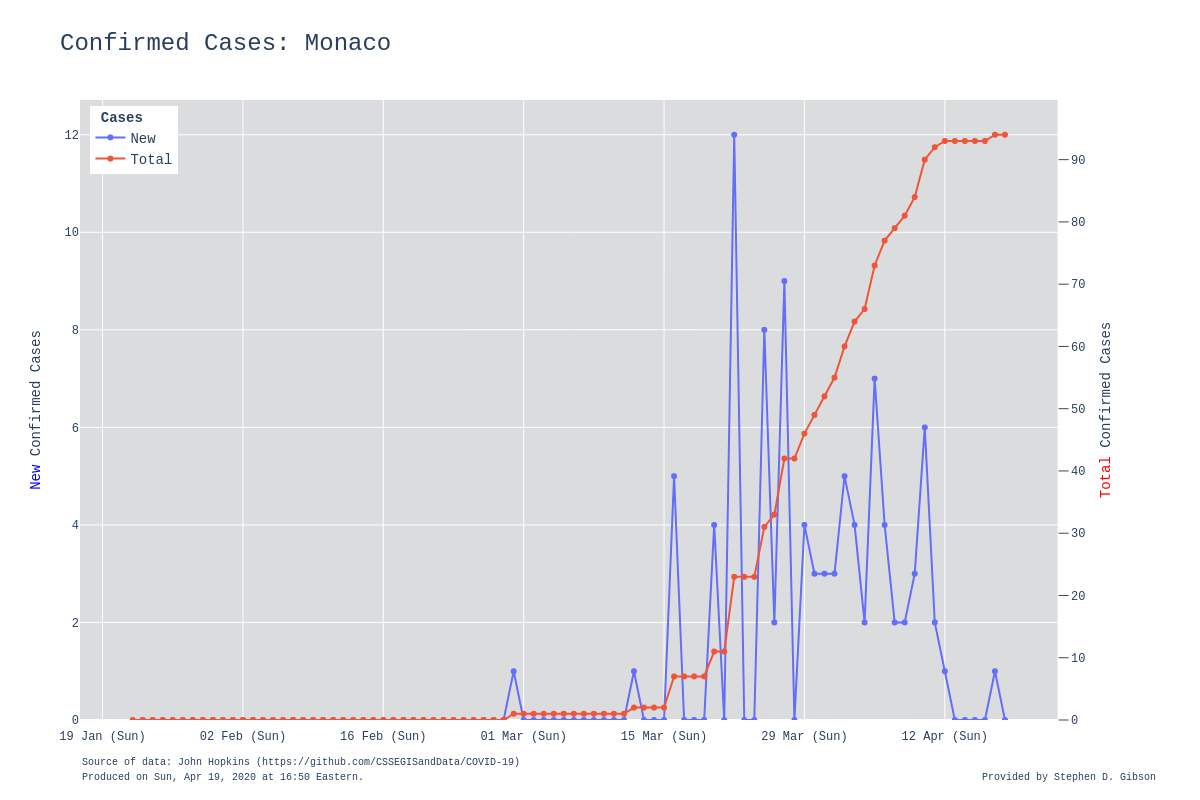 Confirmed Cases: Monaco
Cases
New
Total
12
10
8
6
4
2
0
90
80
70
60
50
40
30
20
10
0
New Confirmed Cases
Total Confirmed Cases
19 Jan (Sun) 02 Feb (Sun) 16 Feb (Sun) 01 Mar (Sun) 15 Mar (Sun) 29 Mar (Sun) 12 Apr (Sun)
Source of data: John Hopkins (https://github.com/CSSEGISandData/COVID-19)
Produced on Sun, Apr 19, 2020 at 16:50 Eastern.
Provided by Stephen D. Gibson